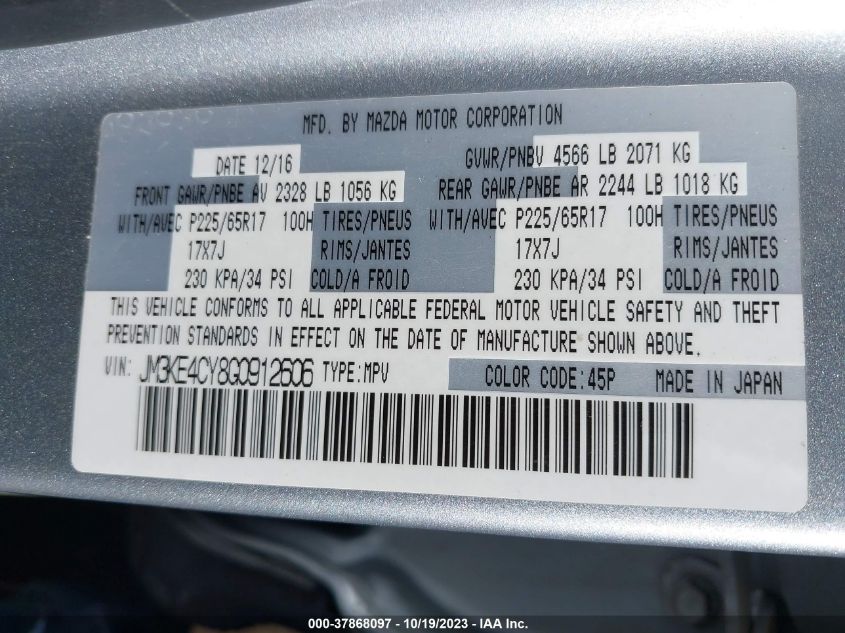 MFD. BY MAZDA MOTOR CORPORATION
DATE 12/16 GVWR/PNBV 4566 LB 2071 KG
FRONT GAWR/PNBE AV 2328 LB 1056 KG REAR GAWR/PNBE AR 2244 LB 1018 KG
WITH/AVEC P225/65R17 100H TIRES/PNEUS WITH/AVEC P225/65R17 100H TIRES/PNEUS
17X7J RIMS/JANTES 17X7J RIMS/JANTES
230 KPA/34 PSI COLD/A FROID 230 KPA/34 PSI COLD/A FROID
THIS VEHICLE CONFORMS TO ALL APPLICABLE FEDERAL MOTOR VEHICLE SAFETY AND THEFT
PREVENTION STANDARDS IN EFFECT ON THE DATE OF MANUFACTURE SHOWN ABOVE.
VIN: JM3KE4CY8G0912606 TYPE:MPV COLOR CODE:45P MADE IN JAPAN
000-37868097 - 10/19/2023 - IAA Inc.